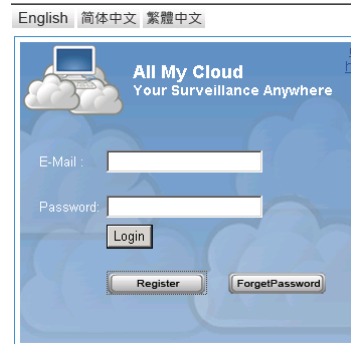 English 简体中文 繁體中文
All My Cloud
Your Surveillance Anywhere
E-Mail :
Password:
Login
Register ForgetPassword